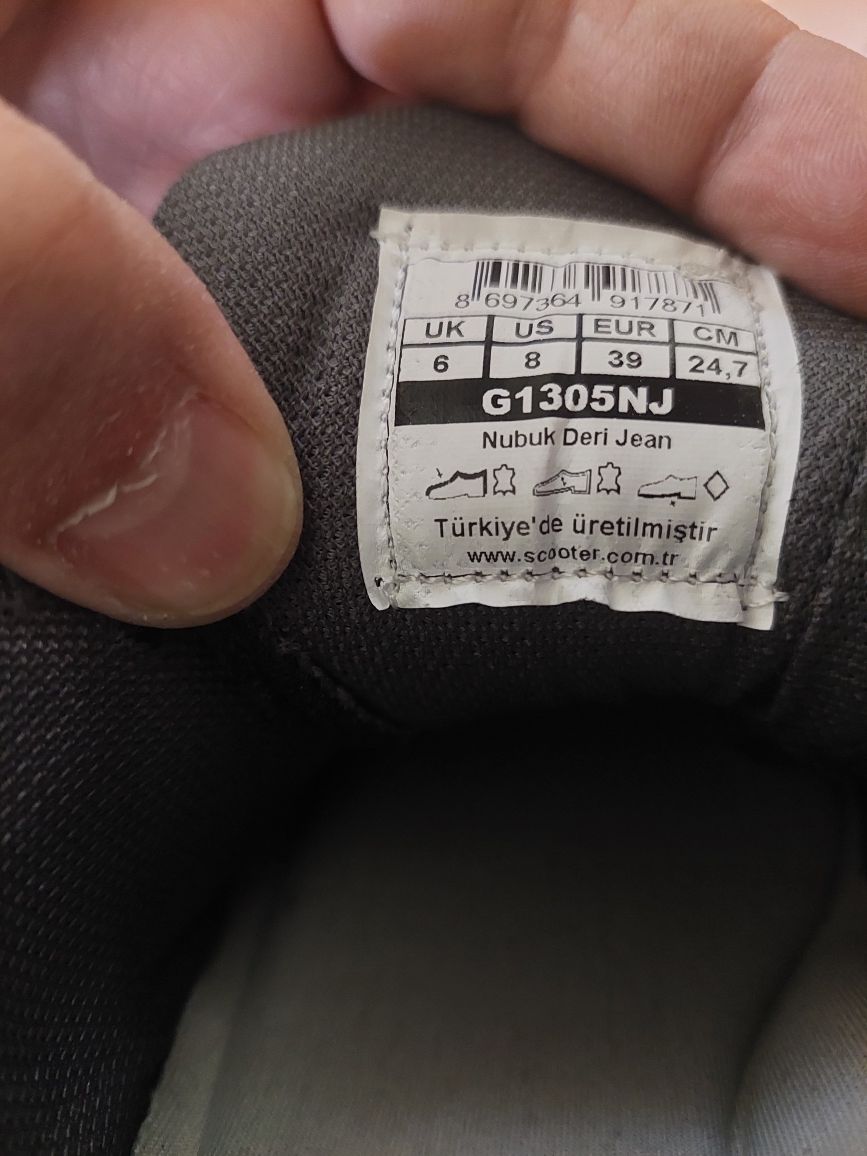 8 697364 917871
UK US EUR CM
6 8 39 24,7
G1305NJ
Nubuk Deri Jean
Türkiye'de üretilmiştir
www.scooter.com.tr